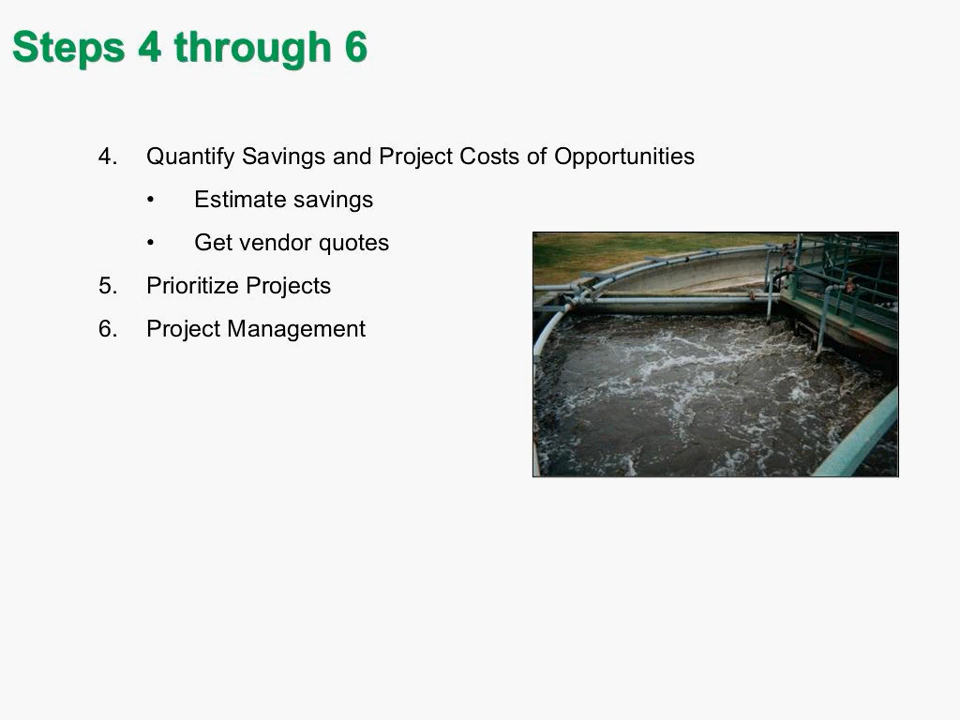 Steps 4 through 6
4. Quantify Savings and Project Costs of Opportunities
• Estimate savings
• Get vendor quotes
5. Prioritize Projects
6. Project Management